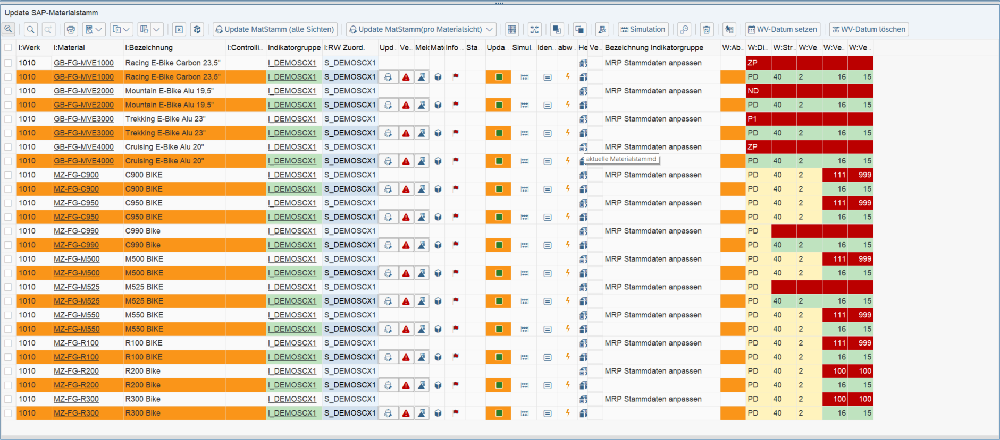 Update SAP-Materialstamm
Update MatStamm (alle Sichten) Update MatStamm(pro Materialsicht) Simulation WV-Datum setzen WV-Datum löschen
I:Werk I:Material I:Bezeichnung I:Controlli... Indikatorgruppe I:RW Zuord. Upd... Ve... Meld Mate Info ... Sta... Upda... Simul... Iden... abw... He Ve... Bezeichnung Indikatorgruppe W:Ab... W:Di... W:Str... W:Ve... W:Ve... W:Ve...
1010 GB-FG-MVE1000 Racing E-Bike Carbon 23,5" I_DEMOSCX1 S_DEMOSCX1 MRP Stammdaten anpassen ZP
1010 GB-FG-MVE1000 Racing E-Bike Carbon 23,5" I_DEMOSCX1 S_DEMOSCX1 PD 40 2 16 15
1010 GB-FG-MVE2000 Mountain E-Bike Alu 19,5" I_DEMOSCX1 S_DEMOSCX1 MRP Stammdaten anpassen ND
1010 GB-FG-MVE2000 Mountain E-Bike Alu 19,5" I_DEMOSCX1 S_DEMOSCX1 PD 40 2 16 15
1010 GB-FG-MVE3000 Trekking E-Bike Alu 23" I_DEMOSCX1 S_DEMOSCX1 MRP Stammdaten anpassen P1
1010 GB-FG-MVE3000 Trekking E-Bike Alu 23" I_DEMOSCX1 S_DEMOSCX1 PD 40 2 16 15
1010 GB-FG-MVE4000 Cruising E-Bike Alu 20" I_DEMOSCX1 S_DEMOSCX1 MRP Stammdaten anpassen ZP
1010 GB-FG-MVE4000 Cruising E-Bike Alu 20" I_DEMOSCX1 S_DEMOSCX1 aktuelle Materialstammd PD 40 2 16 15
1010 MZ-FG-C900 C900 BIKE I_DEMOSCX1 S_DEMOSCX1 MRP Stammdaten anpassen PD 40 2 111 999
1010 MZ-FG-C900 C900 BIKE I_DEMOSCX1 S_DEMOSCX1 PD 40 2 16 15
1010 MZ-FG-C950 C950 BIKE I_DEMOSCX1 S_DEMOSCX1 MRP Stammdaten anpassen PD 40 2 111 999
1010 MZ-FG-C950 C950 BIKE I_DEMOSCX1 S_DEMOSCX1 PD 40 2 16 15
1010 MZ-FG-C990 C990 Bike I_DEMOSCX1 S_DEMOSCX1 MRP Stammdaten anpassen PD
1010 MZ-FG-C990 C990 Bike I_DEMOSCX1 S_DEMOSCX1 PD 40 2 16 15
1010 MZ-FG-M500 M500 BIKE I_DEMOSCX1 S_DEMOSCX1 MRP Stammdaten anpassen PD 40 2 111 999
1010 MZ-FG-M500 M500 BIKE I_DEMOSCX1 S_DEMOSCX1 PD 40 2 16 15
1010 MZ-FG-M525 M525 BIKE I_DEMOSCX1 S_DEMOSCX1 MRP Stammdaten anpassen PD
1010 MZ-FG-M525 M525 BIKE I_DEMOSCX1 S_DEMOSCX1 PD 40 2 16 15
1010 MZ-FG-M550 M550 BIKE I_DEMOSCX1 S_DEMOSCX1 MRP Stammdaten anpassen PD 40 2 111 999
1010 MZ-FG-M550 M550 BIKE I_DEMOSCX1 S_DEMOSCX1 PD 40 2 16 15
1010 MZ-FG-R100 R100 BIKE I_DEMOSCX1 S_DEMOSCX1 MRP Stammdaten anpassen PD 40 2 111 999
1010 MZ-FG-R100 R100 BIKE I_DEMOSCX1 S_DEMOSCX1 PD 40 2 16 15
1010 MZ-FG-R200 R200 Bike I_DEMOSCX1 S_DEMOSCX1 MRP Stammdaten anpassen PD 40 2 100 100
1010 MZ-FG-R200 R200 Bike I_DEMOSCX1 S_DEMOSCX1 PD 40 2 16 15
1010 MZ-FG-R300 R300 Bike I_DEMOSCX1 S_DEMOSCX1 MRP Stammdaten anpassen PD 40 2 100 100
1010 MZ-FG-R300 R300 Bike I_DEMOSCX1 S_DEMOSCX1 PD 40 2 16 15